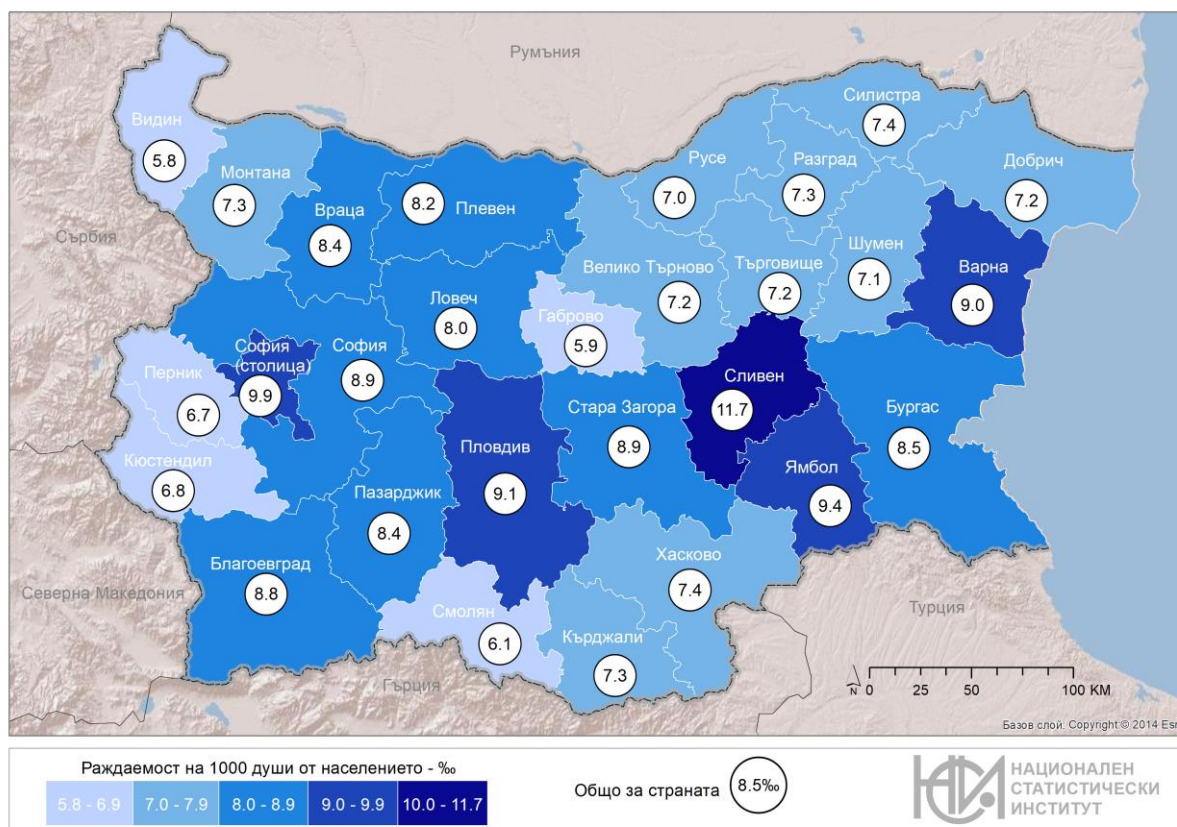 Румъния
Силистра
7.4
Видин
5.8
Русе
7.0
Разград
7.3
Добрич
7.2
Монтана
7.3
Враца
8.4
8.2
Плевен
Сърбия
Шумен
7.1
Варна
9.0
Велико Търново
7.2
Търговище
7.2
Ловеч
8.0
Габрово
5.9
София
(столица)
9.9
София
8.9
Перник
6.7
Сливен
11.7
Стара Загора
8.9
Бургас
8.5
Пловдив
9.1
Кюстендил
6.8
Ямбол
9.4
Пазарджик
8.4
Хасково
7.4
Благоевград
8.8
Северна Македония
Смолян
6.1
Турция
Кърджали
7.3
Гърция
N 0 25 50 100 KM
Базов слой: Copyright © 2014 Esr
Раждаемост на 1000 души от населението - ‰
5.8 - 6.9 7.0 - 7.9 8.0 - 8.9 9.0 - 9.9 10.0 - 11.7
Общо за страната 8.5‰
НСИ
НАЦИОНАЛЕН
СТАТИСТИЧЕСКИ
ИНСТИТУТ